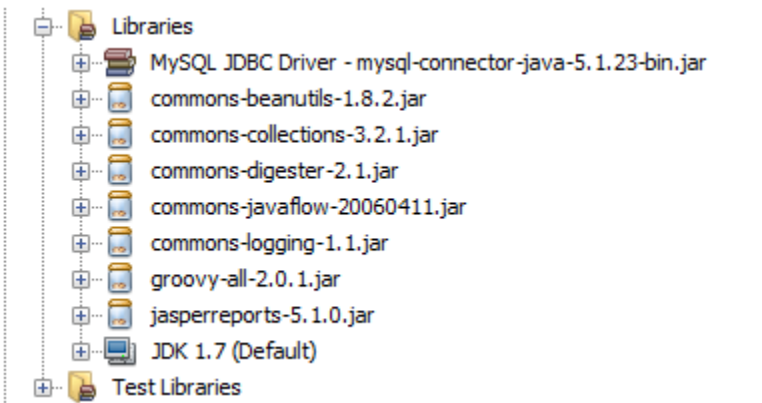 Libraries
MySQL JDBC Driver - mysql-connector-java-5.1.23-bin.jar
commons-beanutils-1.8.2.jar
commons-collections-3.2.1.jar
commons-digester-2.1.jar
commons-javaflow-20060411.jar
commons-logging-1.1.jar
groovy-all-2.0.1.jar
jasperreports-5.1.0.jar
JDK 1.7 (Default)
Test Libraries